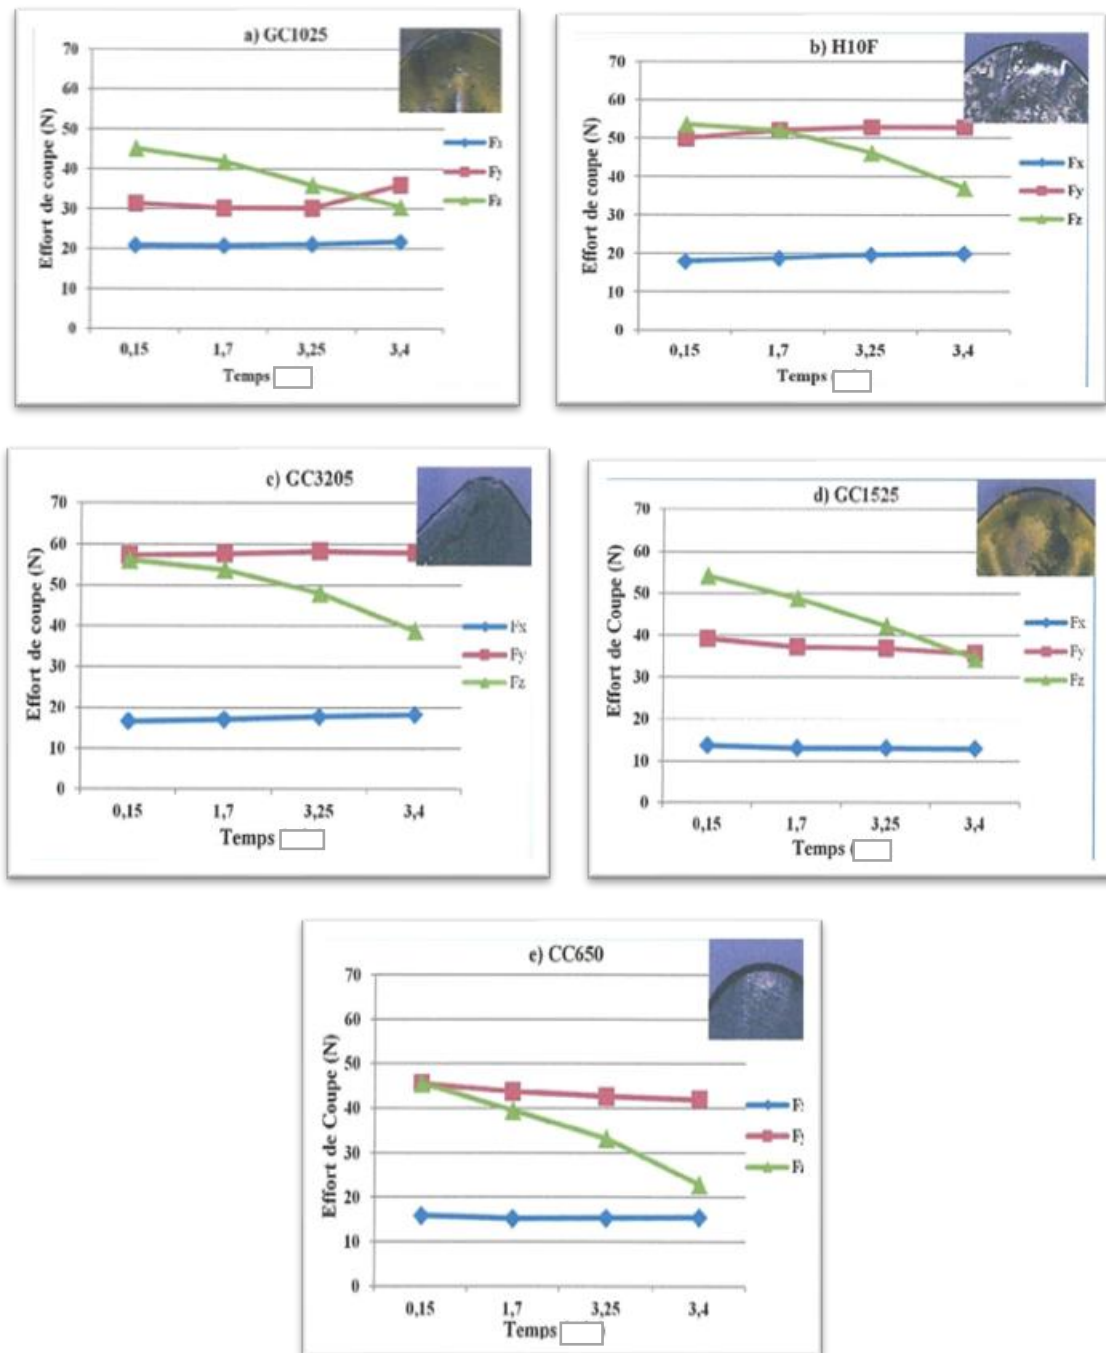 a) GC1025
Effort de coupe (N)
70
60
50
40
30
20
10
0
0,15 1,7 3,25 3,4
Temps
Fx
Fy
Fz
b) H10F
Effort de coupe (N)
70
60
50
40
30
20
10
0
0,15 1,7 3,25 3,4
Temps (
Fx
Fy
Fz
c) GC3205
Effort de coupe (N)
70
60
50
40
30
20
10
0
0,15 1,7 3,25 3,4
Temps
Fx
Fy
Fz
d) GC1525
Effort de Coupe (N)
70
60
50
40
30
20
10
0
0,15 1,7 3,25 3,4
Temps (
Fx
Fy
Fz
e) CC650
Effort de Coupe (N)
70
60
50
40
30
20
10
0
0,15 1,7 3,25 3,4
Temps )
F
Fy
F